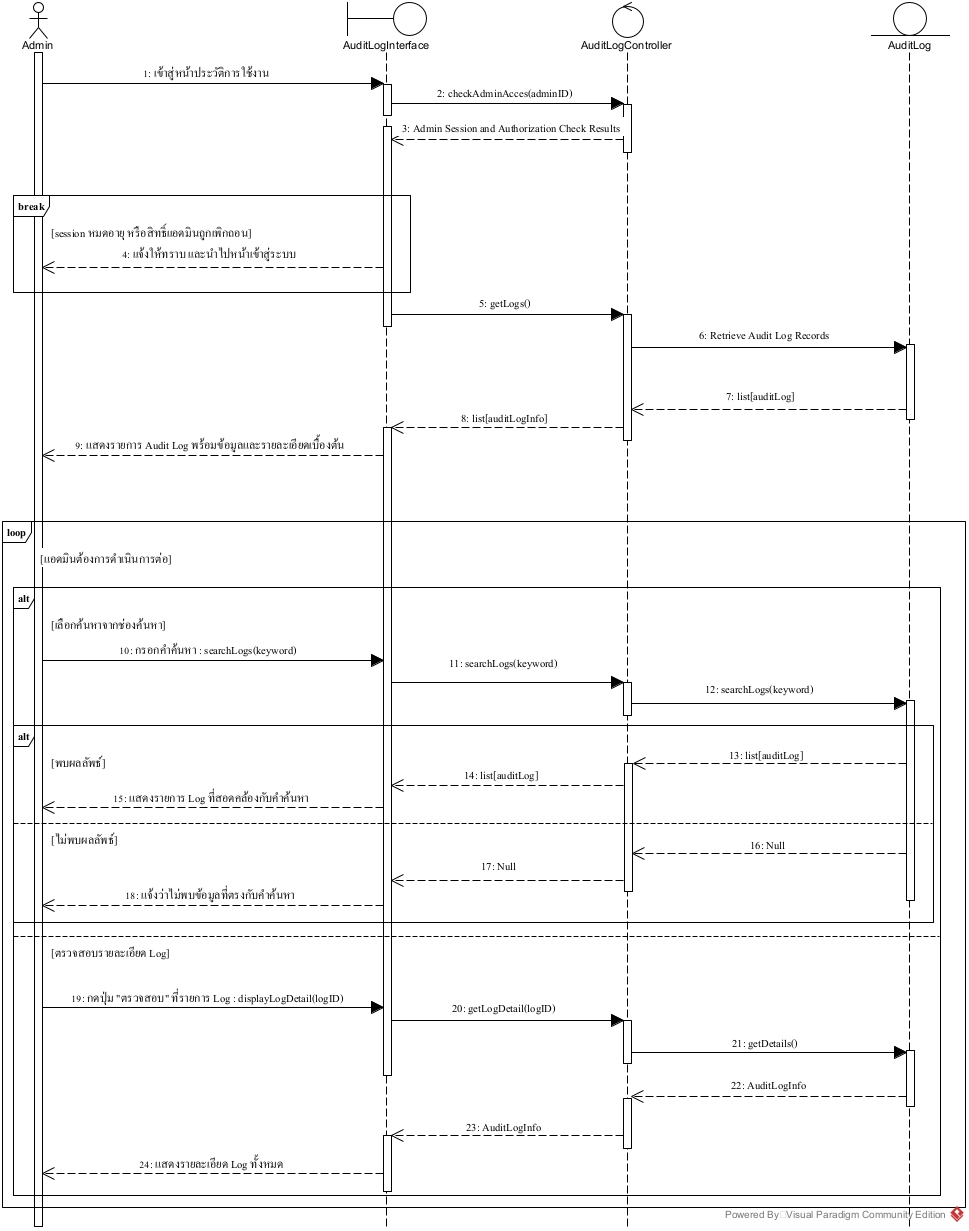 Admin
AuditLogInterface
AuditLogController
AuditLog
1: เข้าสู่หน้าประวัติการใช้งาน
2: checkAdminAcces(adminID)
3: Admin Session and Authorization Check Results
break
[session หมดอายุ หรือสิทธิ์แอดมินถูกเพิกถอน]
4: แจ้งให้ทราบ และนำไปหน้าเข้าสู่ระบบ
5: getLogs()
6: Retrieve Audit Log Records
7: list[auditLog]
8: list[auditLogInfo]
9: แสดงรายการ Audit Log พร้อมข้อมูลและรายละเอียดเบื้องต้น
loop
[แอดมินต้องการดำเนินการต่อ]
alt
[เลือกค้นหาจากช่องค้นหา]
10: กรอกคำค้นหา : searchLogs(keyword)
11: searchLogs(keyword)
12: searchLogs(keyword)
alt
[พบผลลัพธ์]
13: list[auditLog]
14: list[auditLog]
15: แสดงรายการ Log ที่สอดคล้องกับคำค้นหา
[ไม่พบผลลัพธ์]
16: Null
17: Null
18: แจ้งว่าไม่พบข้อมูลที่ตรงกับคำค้นหา
[ตรวจสอบรายละเอียด Log]
19: กดปุ่ม "ตรวจสอบ" ที่รายการ Log : displayLogDetail(logID)
20: getLogDetail(logID)
21: getDetails()
22: AuditLogInfo
23: AuditLogInfo
24: แสดงรายละเอียด Log ทั้งหมด
Powered By Visual Paradigm Community Edition